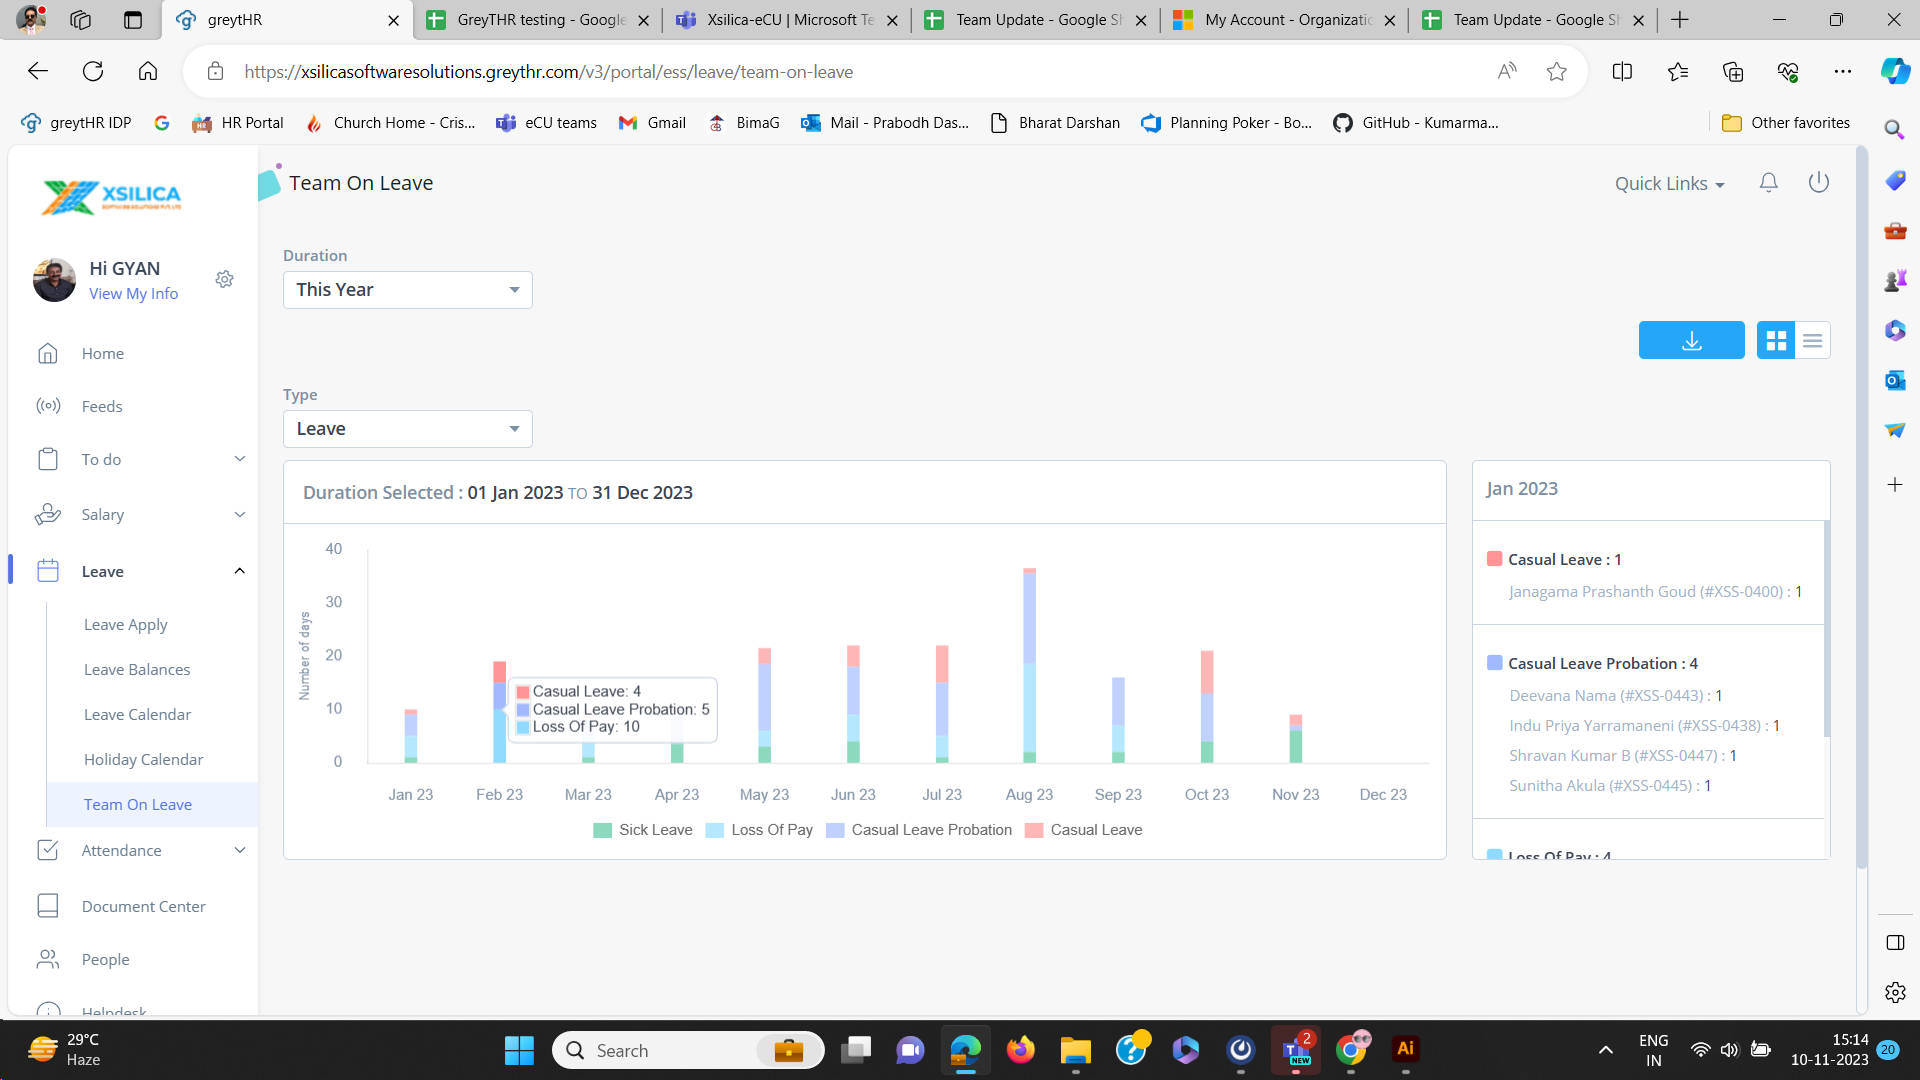 greytHR
GreyTHR testing - Google
Xsilica-eCU | Microsoft Te
Team Update - Google Sh
My Account - Organizatio
Team Update - Google Sh
https://xsilicasoftwaresolutions.greythr.com/v3/portal/ess/leave/team-on-leave
greytHR IDP
HR Portal
Church Home - Cris...
eCU teams
Gmail
BimaG
Mail - Prabodh Das...
Bharat Darshan
Planning Poker - Bo...
GitHub - Kumarma...
Other favorites
XSILICA
Hi GYAN
View My Info
Home
Feeds
To do
Salary
Leave
Leave Apply
Leave Balances
Leave Calendar
Holiday Calendar
Team On Leave
Attendance
Document Center
People
Helpdesk
Team On Leave
Quick Links
Duration
This Year
Type
Leave
Duration Selected : 01 Jan 2023 TO 31 Dec 2023
Number of days
40
30
20
10
0
Casual Leave: 4
Casual Leave Probation: 5
Loss Of Pay: 10
Jan 23 Feb 23 Mar 23 Apr 23 May 23 Jun 23 Jul 23 Aug 23 Sep 23 Oct 23 Nov 23 Dec 23
Sick Leave Loss Of Pay Casual Leave Probation Casual Leave
Jan 2023
Casual Leave : 1
Janagama Prashanth Goud (#XSS-0400) : 1
Casual Leave Probation : 4
Deevana Nama (#XSS-0443) : 1
Indu Priya Yarramaneni (#XSS-0438) : 1
Shravan Kumar B (#XSS-0447) : 1
Sunitha Akula (#XSS-0445) : 1
Loss Of Pay : 4
29°C
Haze
Search
2
NEW
Ai
ENG
IN
15:14
10-11-2023
20